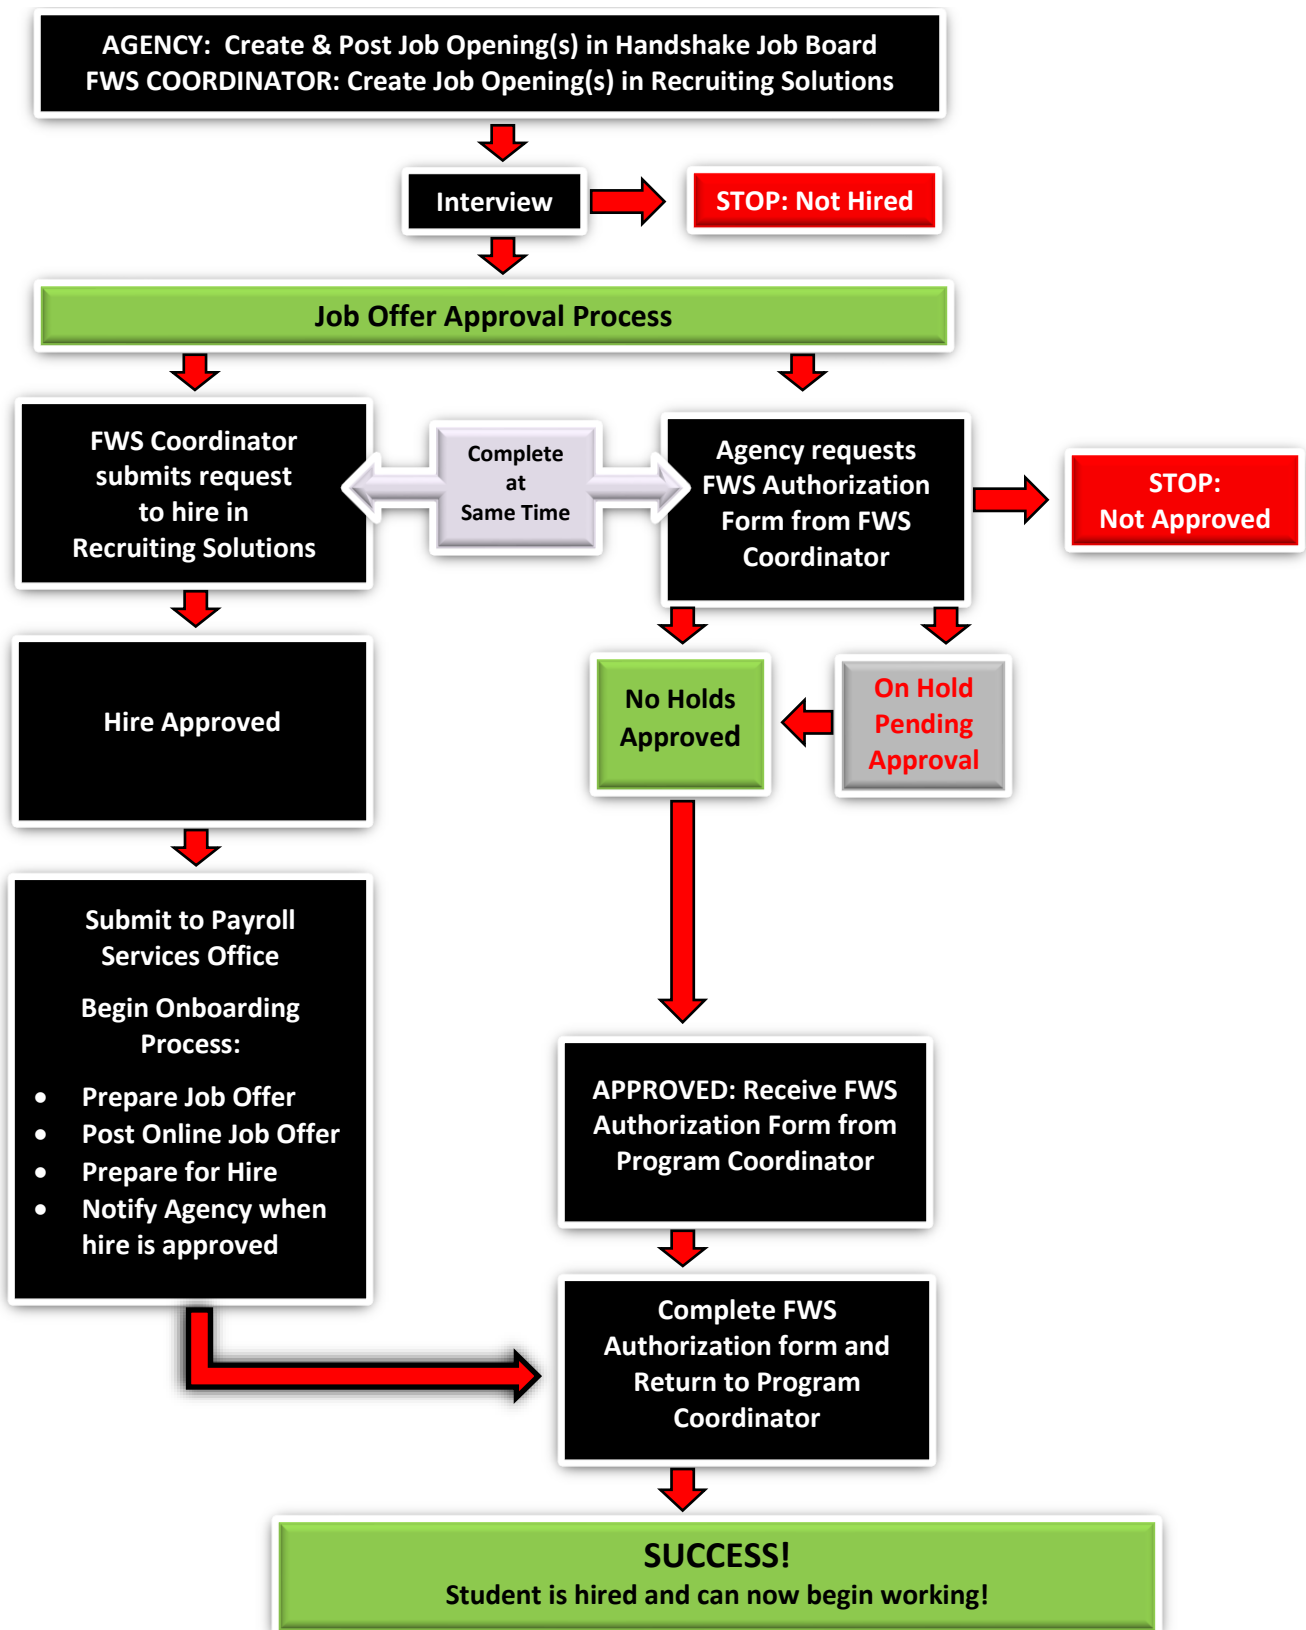 AGENCY: Create & Post Job Opening(s) in Handshake Job Board
FWS COORDINATOR: Create Job Opening(s) in Recruiting Solutions
Interview
STOP: Not Hired
Job Offer Approval Process
FWS Coordinator
submits request
to hire in
Recruiting Solutions
Complete
at
Same Time
Agency requests
FWS Authorization
Form from FWS
Coordinator
STOP:
Not Approved
Hire Approved
No Holds
Approved
On Hold
Pending
Approval
Submit to Payroll
Services Office
Begin Onboarding
Process:
• Prepare Job Offer
• Post Online Job Offer
• Prepare for Hire
• Notify Agency when
hire is approved
APPROVED: Receive FWS
Authorization Form from
Program Coordinator
Complete FWS
Authorization form and
Return to Program
Coordinator
SUCCESS!
Student is hired and can now begin working!